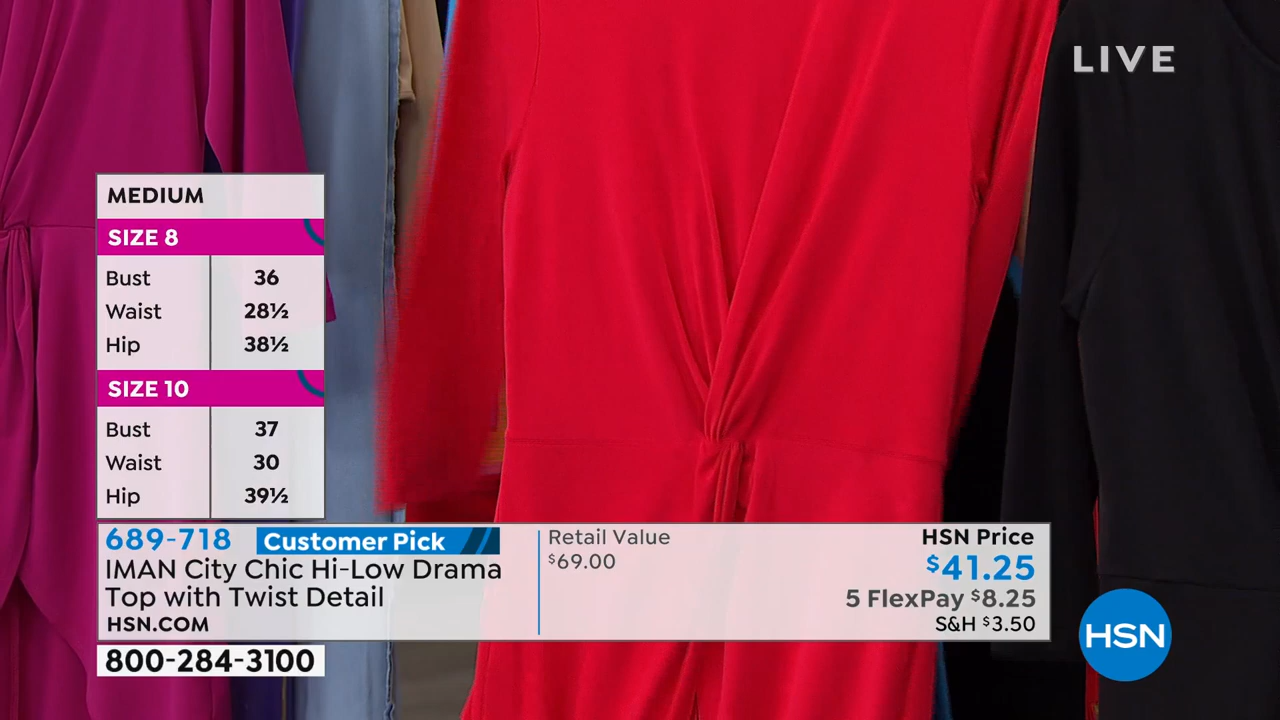 LIVE
MEDIUM
SIZE 8
Bust 36
Waist 28½
Hip 38½
SIZE 10
Bust 37
Waist 30
Hip 39½
689-718 Customer Pick
IMAN City Chic Hi-Low Drama
Top with Twist Detail
HSN.COM
Retail Value
$69.00
HSN Price
$41.25
5 FlexPay $8.25
S&H $3.50
800-284-3100
HSN